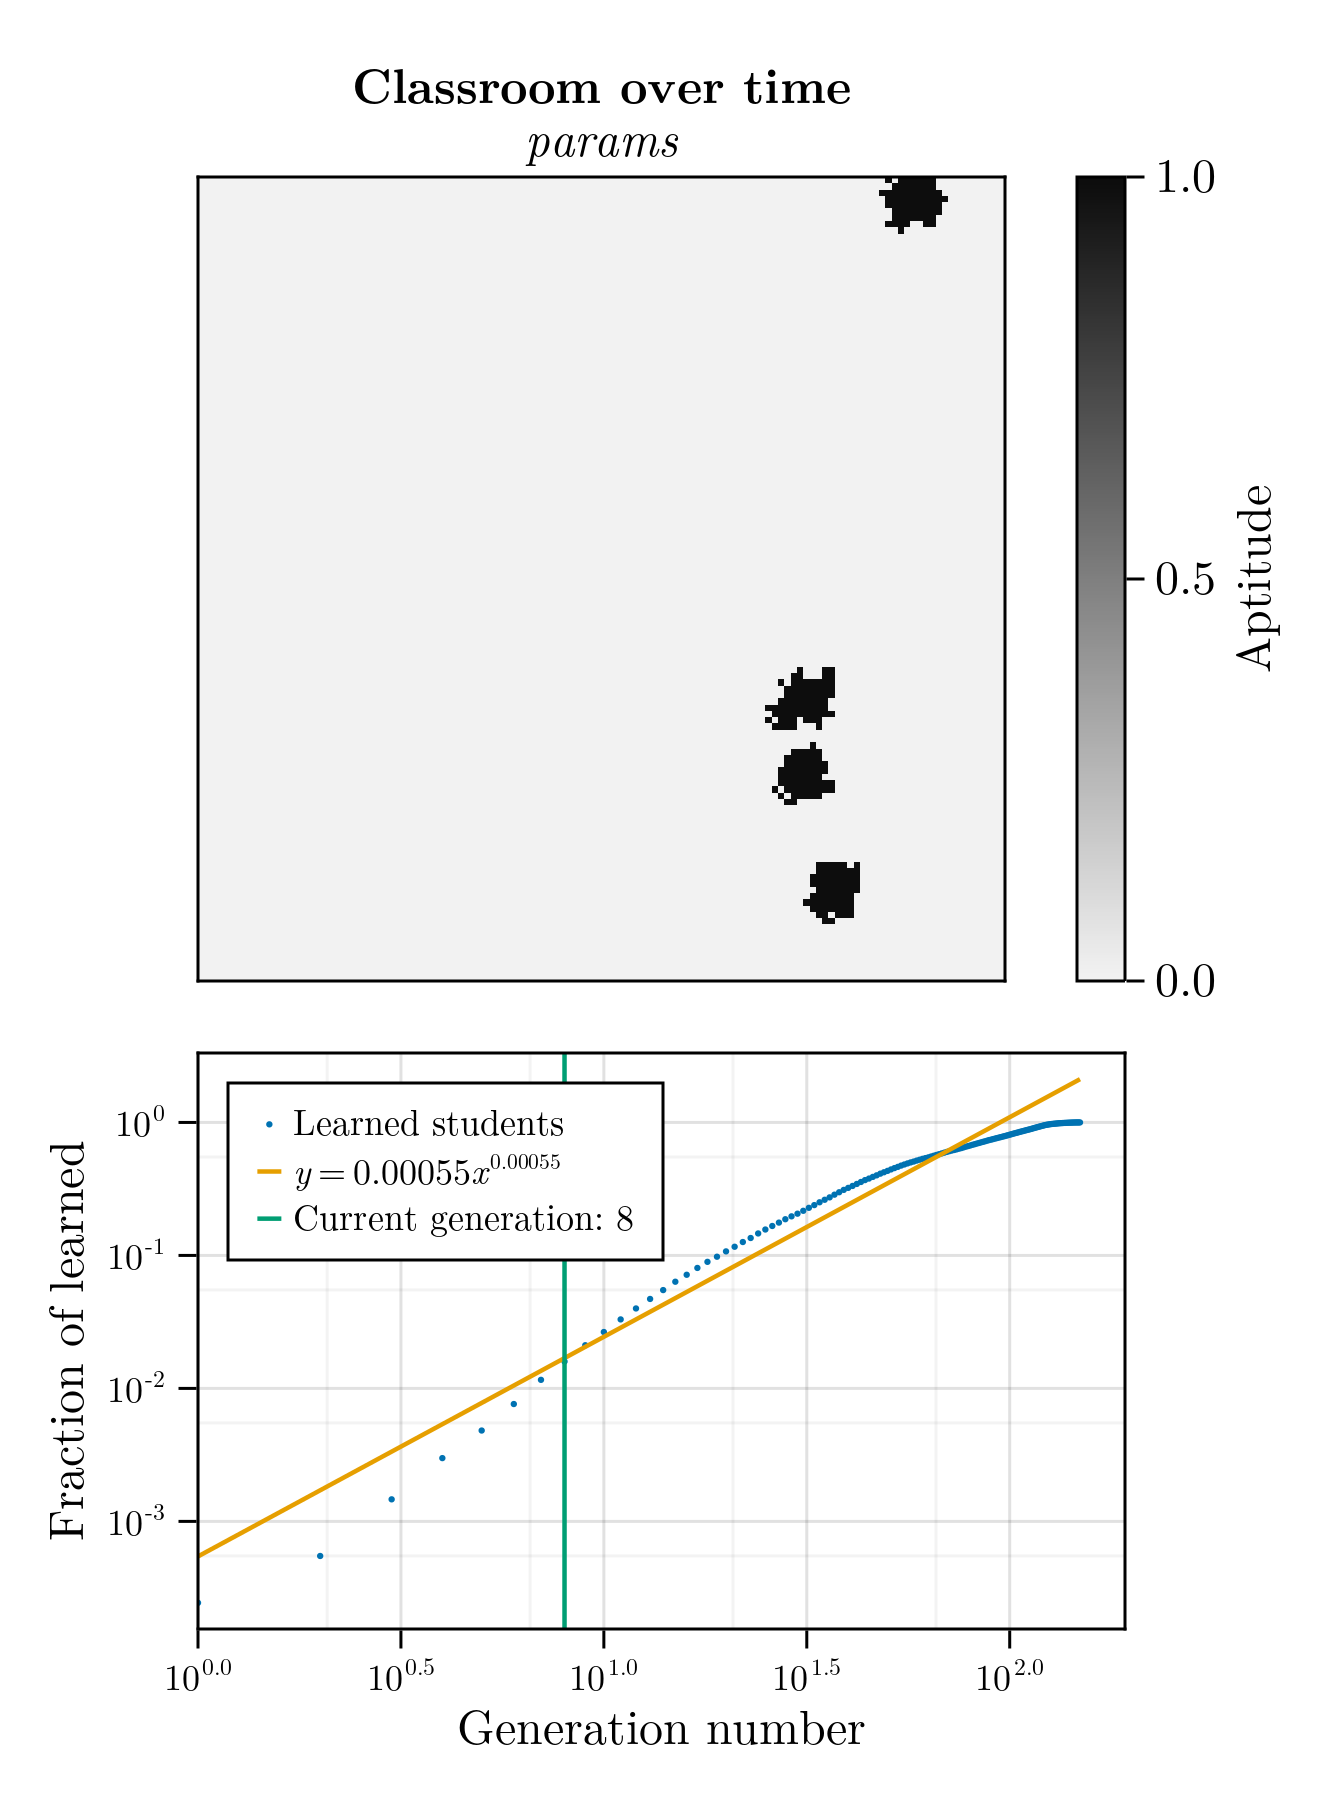 Classroom over time
params
1.0
0.5
0.0
Aptitude
Learned students
y = 0.00055x^0.00055
Current generation: 8
10^0
10^-1
10^-2
10^-3
Fraction of learned
10^0.0 10^0.5 10^1.0 10^1.5 10^2.0
Generation number